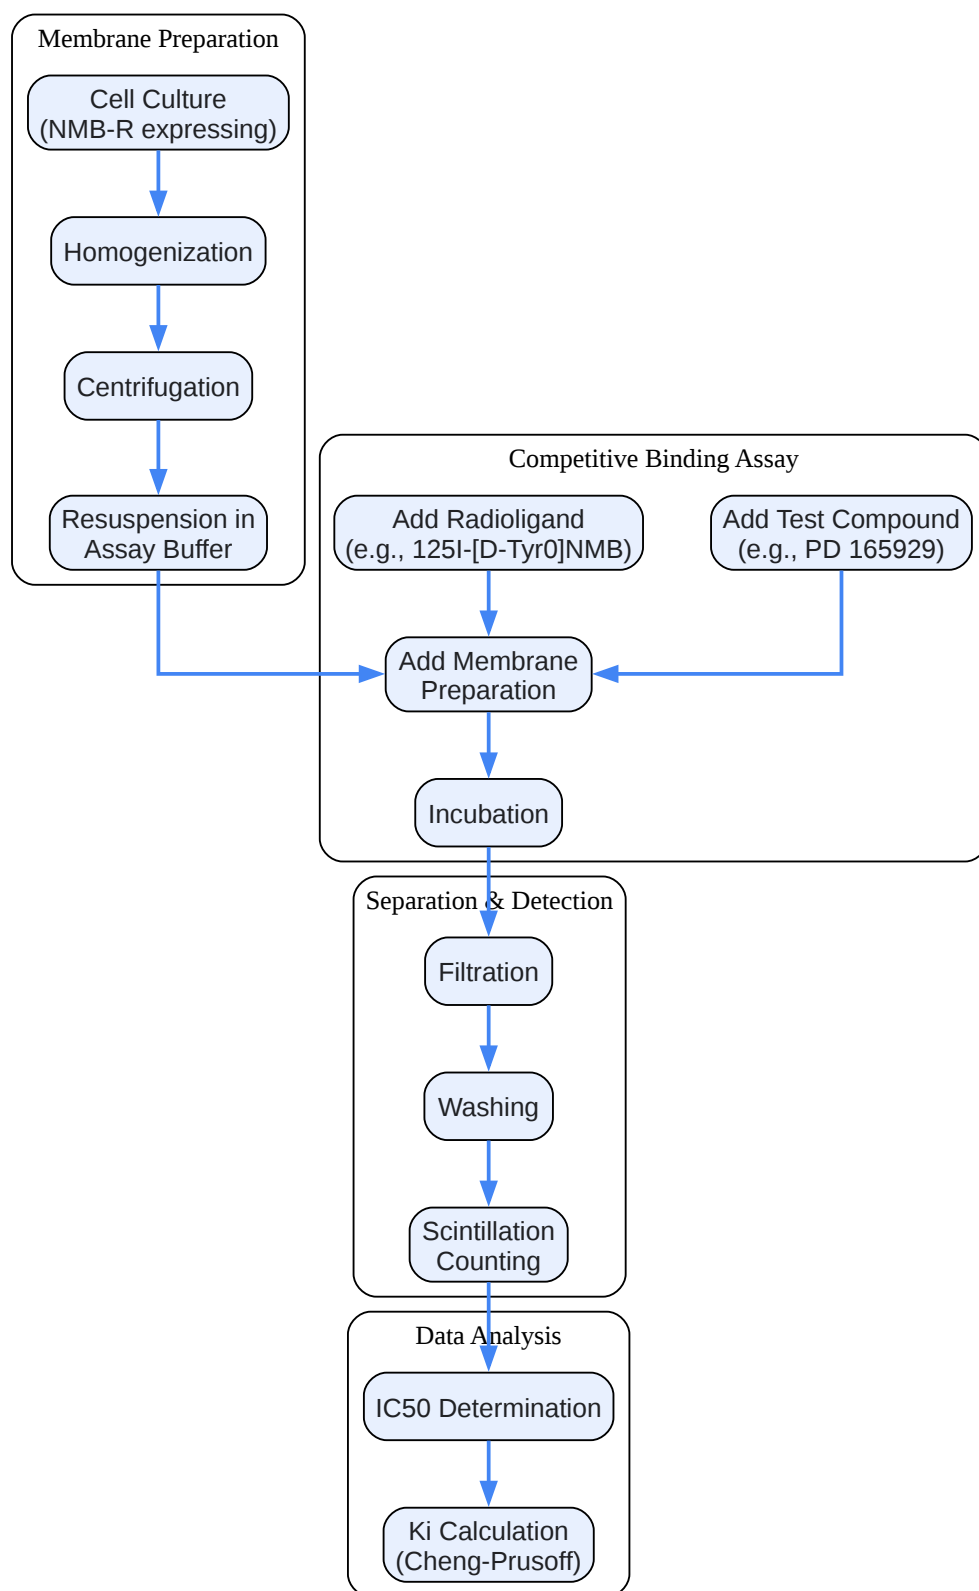 Membrane Preparation
Cell Culture
(NMB-R expressing)
Homogenization
Centrifugation
Resuspension in
Assay Buffer
Competitive Binding Assay
Add Radioligand
(e.g., 125I-[D-Tyr0]NMB)
Add Test Compound
(e.g., PD 165929)
Add Membrane
Preparation
Incubation
Separation & Detection
Filtration
Washing
Scintillation
Counting
Data Analysis
IC50 Determination
Ki Calculation
(Cheng-Prusoff)